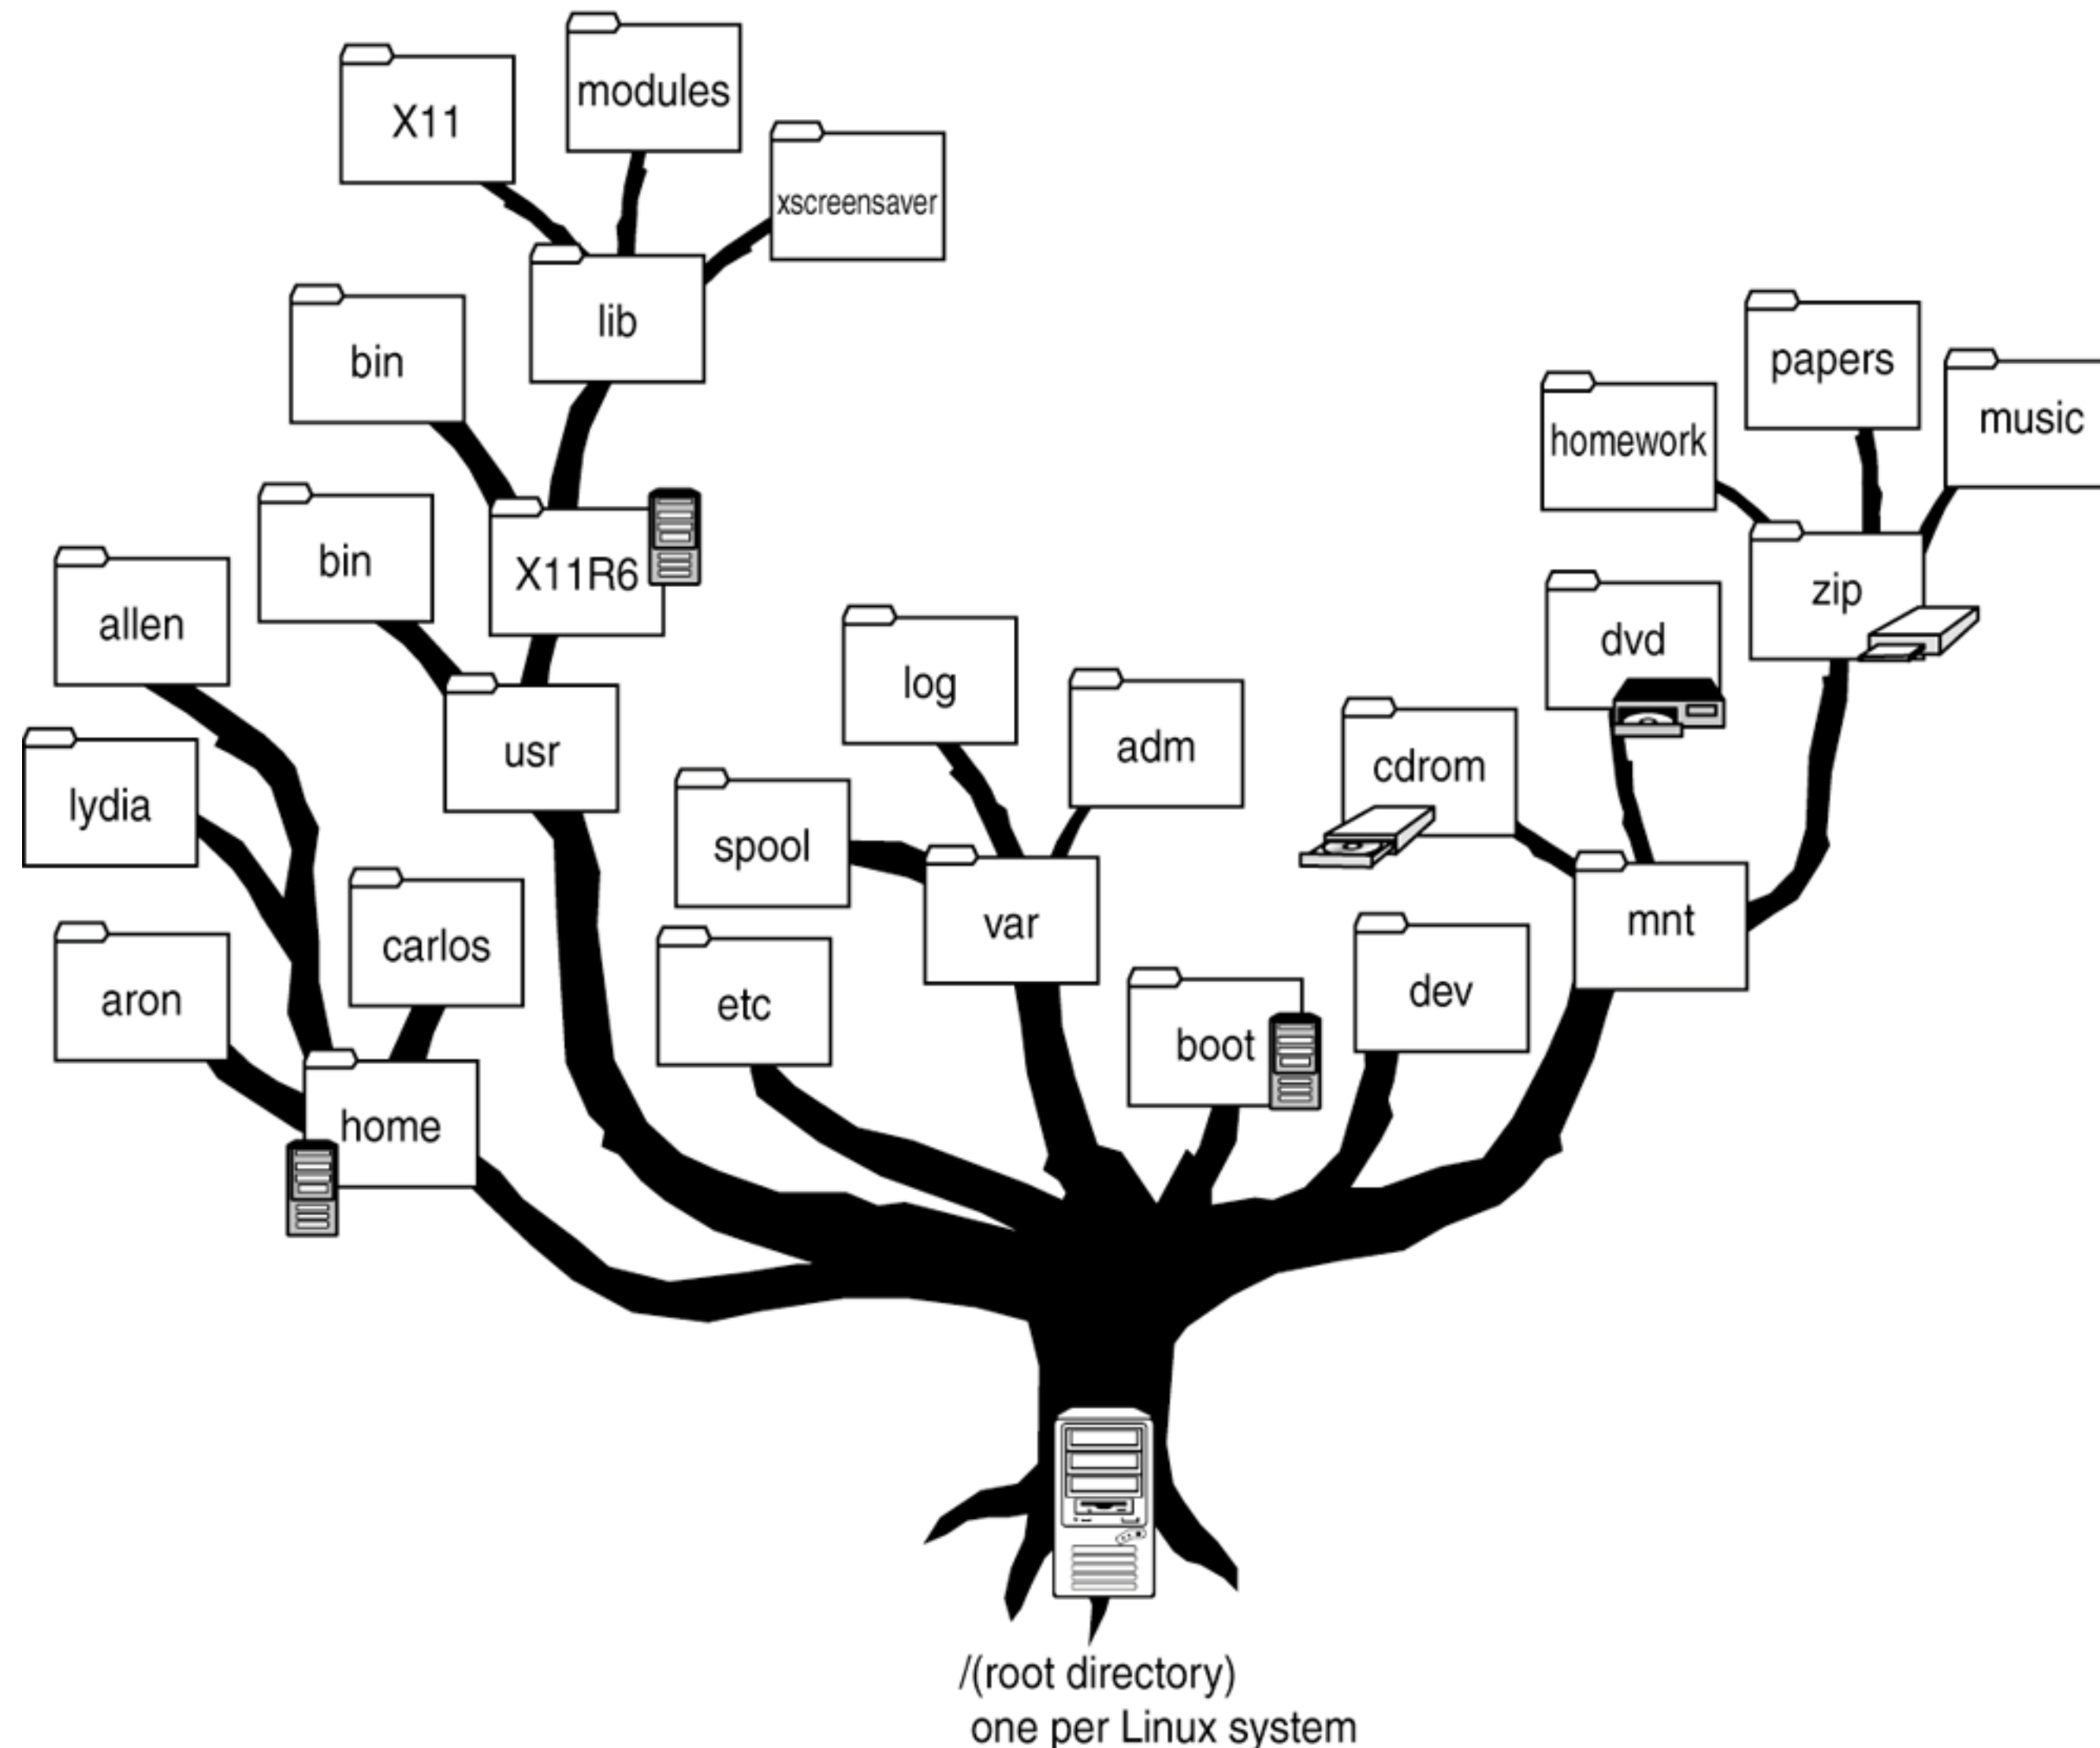 modules
X11
xscreensaver
lib
bin
papers
music
homework
bin
X11R6
zip
allen
dvd
log
usr
adm
cdrom
lydia
spool
var
mnt
carlos
dev
aron
etc
boot
home
/(root directory)
one per Linux system